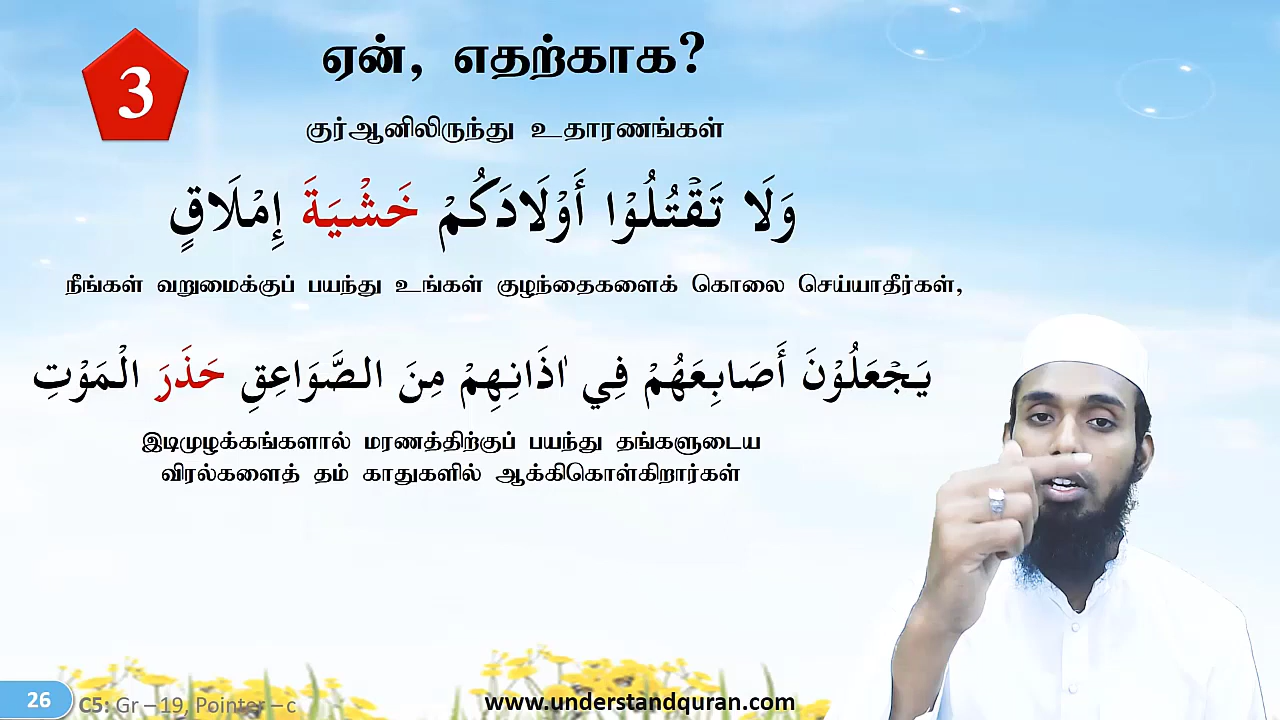 3
ஏன், எதற்காக?
குர்ஆனிலிருந்து உதாரணங்கள்
وَلَا تَقْتُلُوْا أَوْلَادَكُمْ خَشْيَةَ إِمْلَاقٍ
நீங்கள் வறுமைக்குப் பயந்து உங்கள் குழந்தைகளைக் கொலை செய்யாதீர்கள்,
يَجْعَلُوْنَ أَصَابِعَهُمْ فِي اٰذَانِهِمْ مِنَ الصَّوَاعِقِ حَذَرَ الْمَوْتِ
இடிமுழக்கங்களால் மரணத்திற்குப் பயந்து தங்களுடைய
விரல்களைத் தம் காதுகளில் ஆக்கிகொள்கிறார்கள்
26 C5: Gr –19, Pointer –c
www.understandquran.com